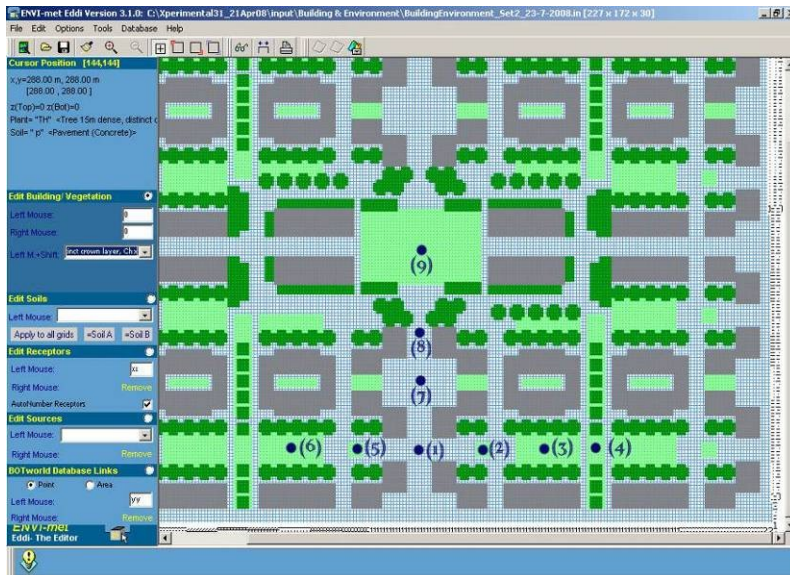 ENVI-met Eddi Version 3.1.0: C:\Xperimental31_21Apr08\input\Building & Environment\BuildingEnvironment_Set2_23-7-2008.in [227 x 172 x 30]
File Edit Options Tools Database Help
Cursor Position [144,144]
x,y=288.00 m, 288.00 m
[288.00 , 288.00 ]
z(Top)=0 z(Bot)=0
Plant= "TH" <Tree 15m dense, distinct c
Soil= " p" <Pavement (Concrete)>
Edit Building/ Vegetation
Left Mouse: 0
Right Mouse: 0
Left M.+Shift: inct crown layer, Ch
Edit Soils
Left Mouse:
Apply to all grids =Soil A =Soil B
Edit Receptors
Left Mouse: xx
Right Mouse: Remove
AutoNumber Receptors
Edit Sources
Left Mouse:
Right Mouse: Remove
BOTworld Database Links
Point Area
Left Mouse: yy
Right Mouse: Remove
ENVI-met
Eddi- The Editor
(9)
(8)
(7)
(6) (5) (1) (2) (3) (4)